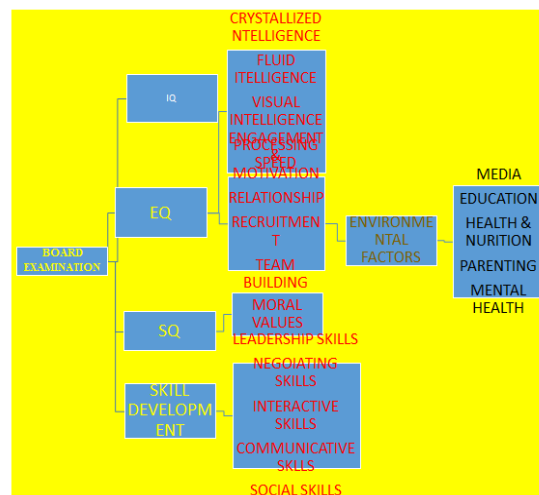 CRYSTALLIZED
NTELLIGENCE
FLUID
ITELLIGENCE
VISUAL
INTELLIGENCE
PROCESSING
SPEED
IQ
ENGAGEMENT
&
MOTIVATION
RELATIONSHIP
RECRUITMEN
T
TEAM
BUILDING
EQ
ENVIRONME
NTAL
FACTORS
MEDIA
EDUCATION
HEALTH &
NURITION
PARENTING
MENTAL
HEALTH
BOARD
EXAMINATION
MORAL
VALUES
SQ
LEADERSHIP SKILLS
NEGOIATING
SKILLS
INTERACTIVE
SKILLS
COMMUNICATIVE
SKLLS
SOCIAL SKILLS
SKILL
DEVELOPM
ENT